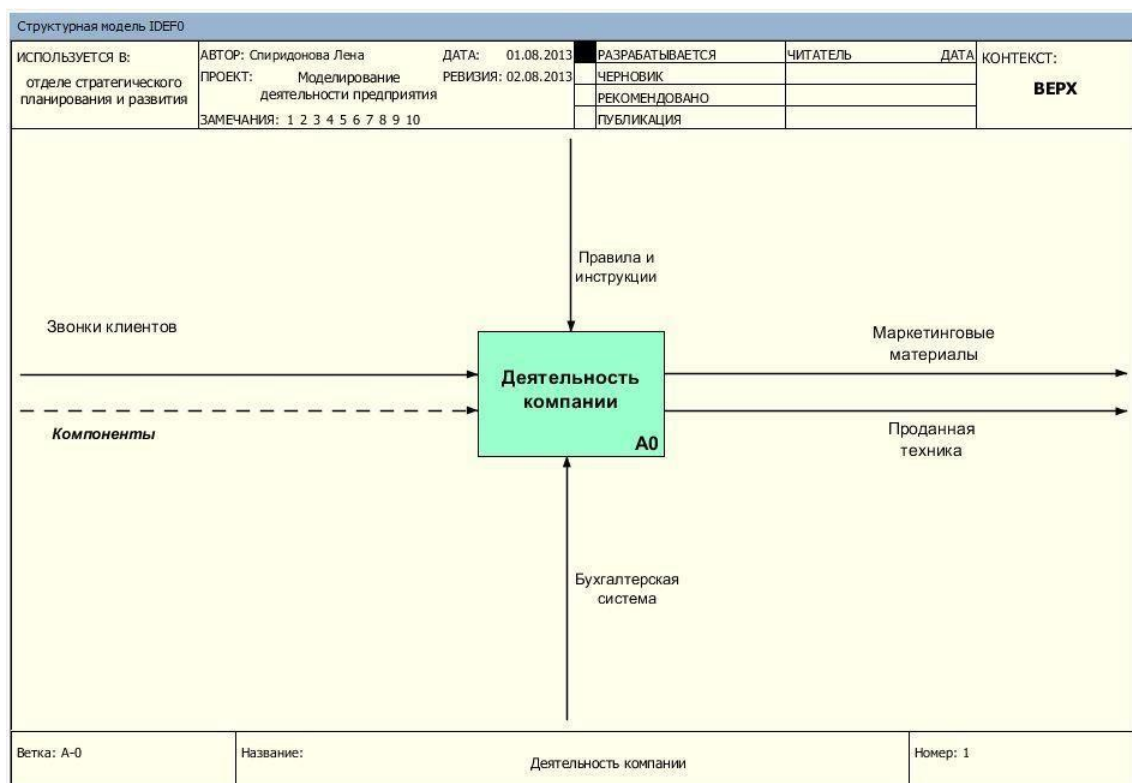 Структурная модель IDEF0
ИСПОЛЬЗУЕТСЯ В:
отделе стратегического
планирования и развития
АВТОР: Спиридонова Лена
ДАТА: 01.08.2013
ПРОЕКТ: Моделирование
деятельности предприятия
РЕВИЗИЯ: 02.08.2013
ЗАМЕЧАНИЯ: 1 2 3 4 5 6 7 8 9 10
РАЗРАБАТЫВАЕТСЯ
ЧЕРНОВИК
РЕКОМЕНДОВАНО
ПУБЛИКАЦИЯ
ЧИТАТЕЛЬ ДАТА
КОНТЕКСТ:
ВЕРХ
Правила и
инструкции
Звонки клиентов
Компоненты
Деятельность
компании
A0
Маркетинговые
материалы
Проданная
техника
Бухгалтерская
система
Ветка: A-0
Название:
Деятельность компании
Номер: 1